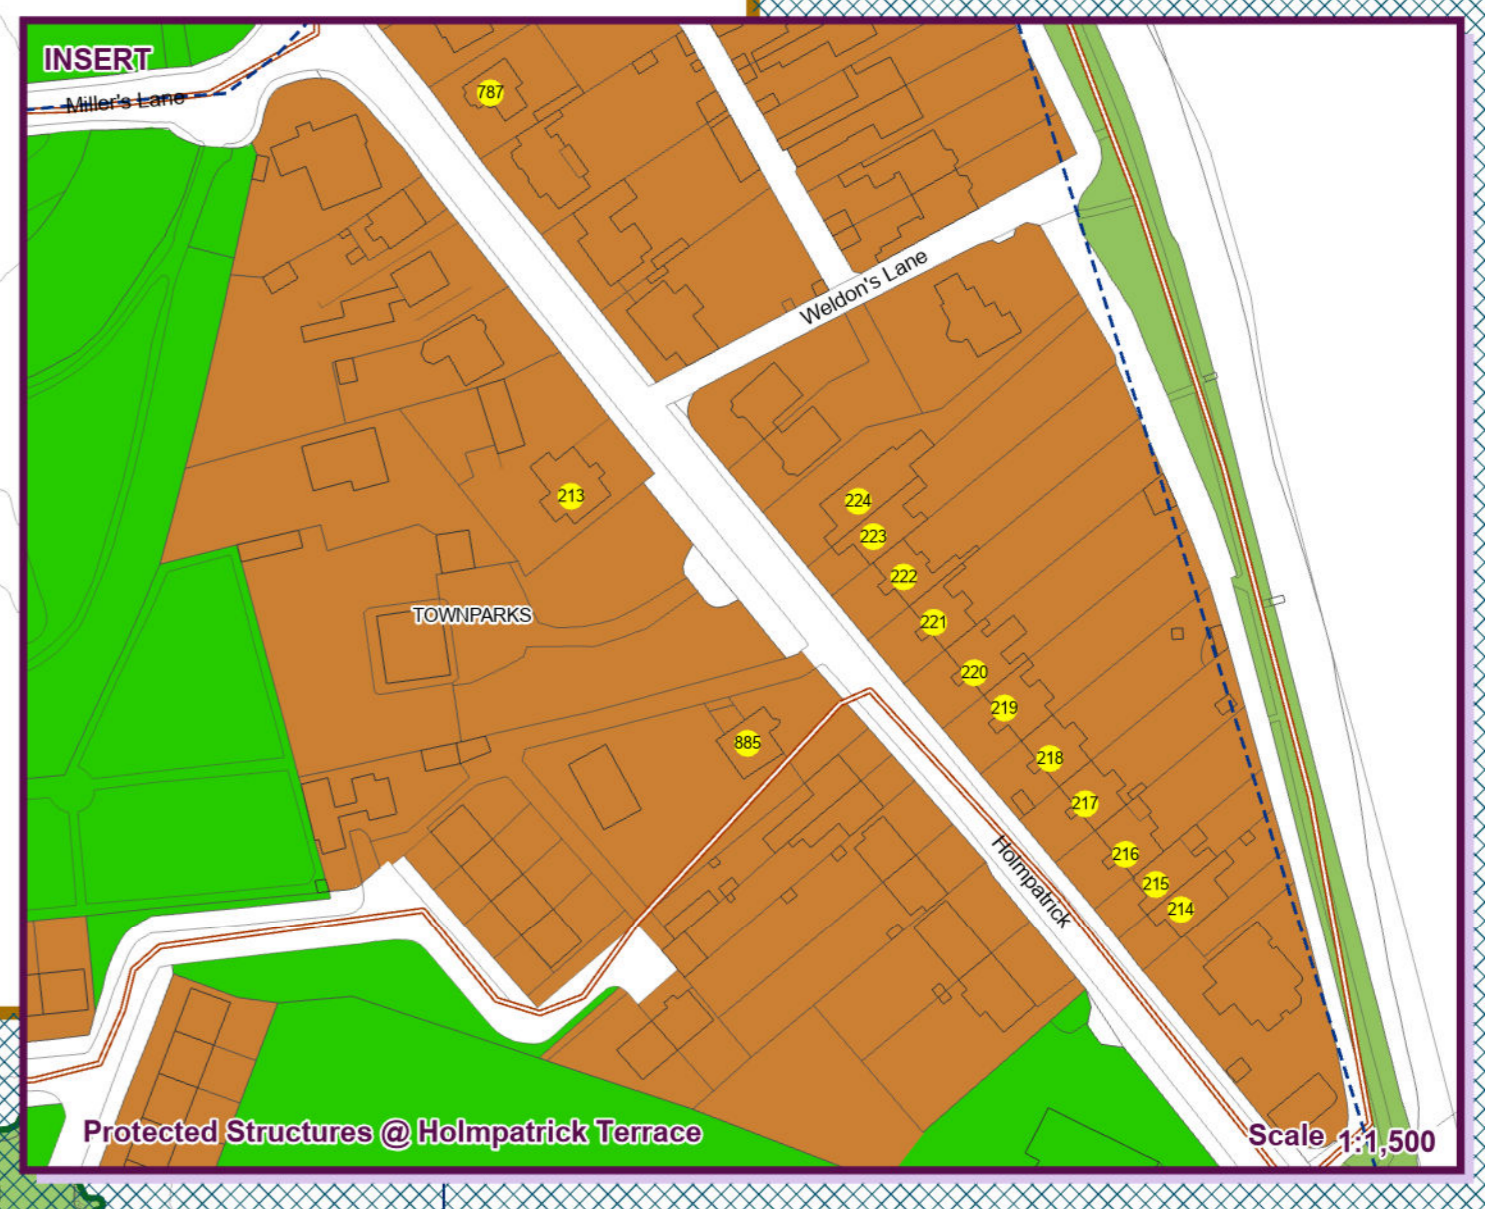 INSERT
Miller's Lane
787
Weldon's Lane
213
224
223
222
TOWNPARKS
221
220
219
885
218
217
Holmpatrick
216
215
214
Protected Structures @ Holmpatrick Terrace
Scale 1:1,500